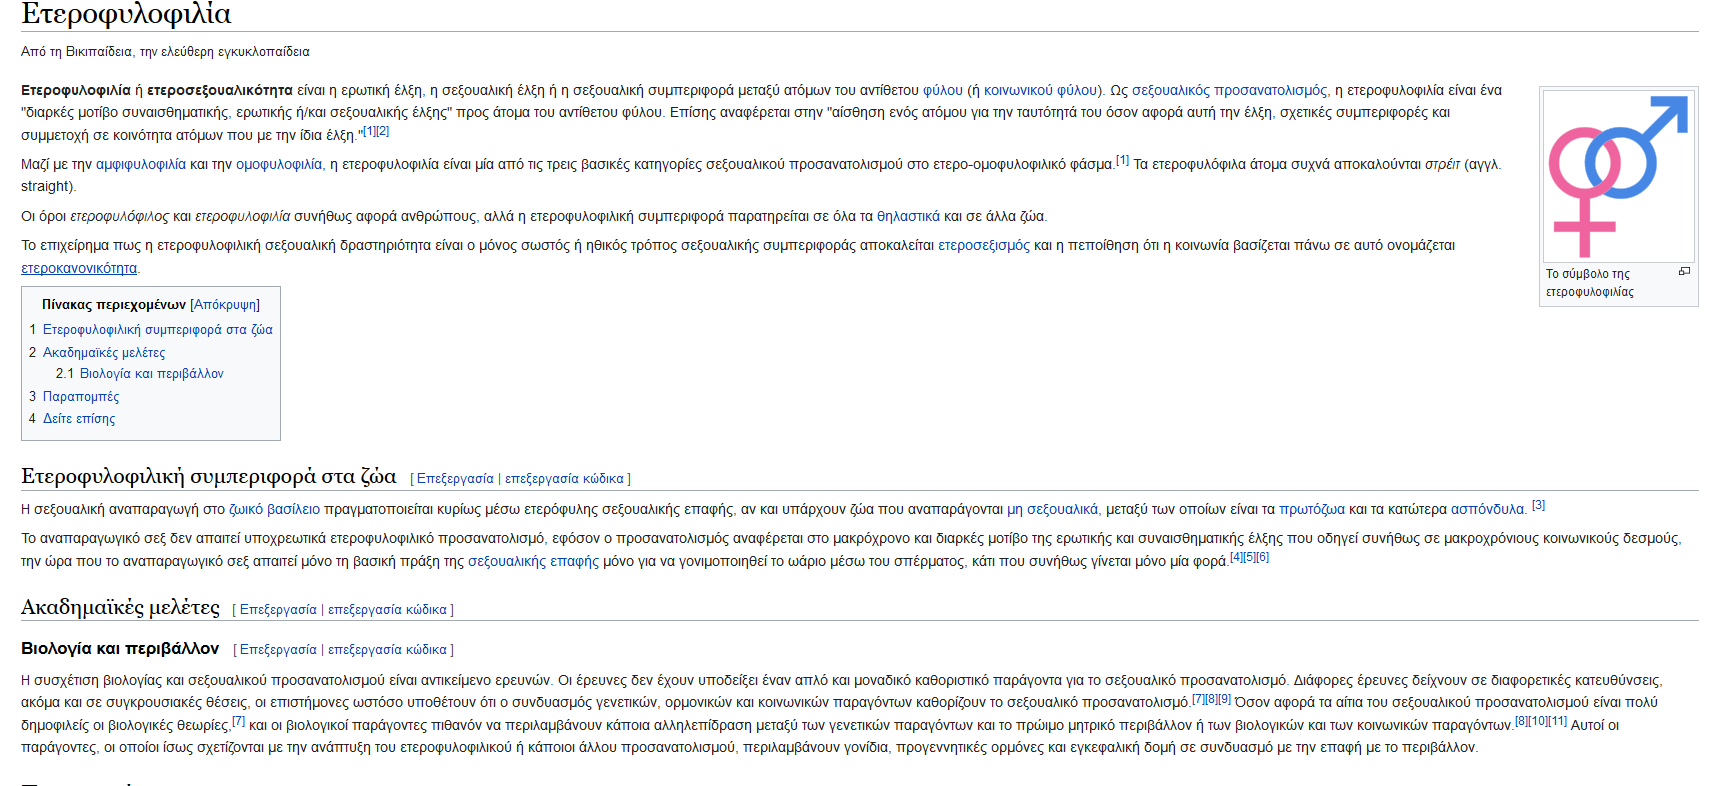 Ετεροφυλοφιλία
Από τη Βικιπαίδεια, την ελεύθερη εγκυκλοπαίδεια
Ετεροφυλοφιλία ή ετεροσεξουαλικότητα είναι η ερωτική έλξη, η σεξουαλική έλξη ή η σεξουαλική συμπεριφορά μεταξύ ατόμων του αντίθετου φύλου (ή κοινωνικού φύλου). Ως σεξουαλικός προσανατολισμός, η ετεροφυλοφιλία είναι ένα
"διαρκές μοτίβο συναισθηματικής, ερωτικής ή/και σεξουαλικής έλξης" προς άτομα του αντίθετου φύλου. Επίσης αναφέρεται στην "αίσθηση ενός ατόμου για την ταυτότητά του όσον αφορά αυτή την έλξη, σχετικές συμπεριφορές και
συμμετοχή σε κοινότητα ατόμων που με την ίδια έλξη."[1][2]
Μαζί με την αμφιφυλοφιλία και την ομοφυλοφιλία, η ετεροφυλοφιλία είναι μία από τις τρεις βασικές κατηγορίες σεξουαλικού προσανατολισμού στο ετερο-ομοφυλοφιλικό φάσμα.[1] Τα ετεροφυλόφιλα άτομα συχνά αποκαλούνται στρέιτ (αγγλ.
straight).
Οι όροι ετεροφυλόφιλος και ετεροφυλοφιλία συνήθως αφορά ανθρώπους, αλλά η ετεροφυλοφιλική συμπεριφορά παρατηρείται σε όλα τα θηλαστικά και σε άλλα ζώα.
Το επιχείρημα πως η ετεροφυλοφιλική σεξουαλική δραστηριότητα είναι ο μόνος σωστός ή ηθικός τρόπος σεξουαλικής συμπεριφοράς αποκαλείται ετεροσεξισμός και η πεποίθηση ότι η κοινωνία βασίζεται πάνω σε αυτό ονομάζεται
ετεροκανονικότητα.
Το σύμβολο της
ετεροφυλοφιλίας
Πίνακας περιεχομένων [Απόκρυψη]
1 Ετεροφυλοφιλική συμπεριφορά στα ζώα
2 Ακαδημαϊκές μελέτες
2.1 Βιολογία και περιβάλλον
3 Παραπομπές
4 Δείτε επίσης
Ετεροφυλοφιλική συμπεριφορά στα ζώα [ Επεξεργασία | επεξεργασία κώδικα ]
Η σεξουαλική αναπαραγωγή στο ζωικό βασίλειο πραγματοποιείται κυρίως μέσω ετερόφυλης σεξουαλικής επαφής, αν και υπάρχουν ζώα που αναπαράγονται μη σεξουαλικά, μεταξύ των οποίων είναι τα πρωτόζωα και τα κατώτερα ασπόνδυλα. [3]
Το αναπαραγωγικό σεξ δεν απαιτεί υποχρεωτικά ετεροφυλοφιλικό προσανατολισμό, εφόσον ο προσανατολισμός αναφέρεται στο μακρόχρονο και διαρκές μοτίβο της ερωτικής και συναισθηματικής έλξης που οδηγεί συνήθως σε μακροχρόνιους κοινωνικούς δεσμούς,
την ώρα που το αναπαραγωγικό σεξ απαιτεί μόνο τη βασική πράξη της σεξουαλικής επαφής μόνο για να γονιμοποιηθεί το ωάριο μέσω του σπέρματος, κάτι που συνήθως γίνεται μόνο μία φορά.[4][5][6]
Ακαδημαϊκές μελέτες [ Επεξεργασία | επεξεργασία κώδικα ]
Βιολογία και περιβάλλον [ Επεξεργασία | επεξεργασία κώδικα ]
Η συσχέτιση βιολογίας και σεξουαλικού προσανατολισμού είναι αντικείμενο ερευνών. Οι έρευνες δεν έχουν υποδείξει έναν απλό και μοναδικό καθοριστικό παράγοντα για το σεξουαλικό προσανατολισμό. Διάφορες έρευνες δείχνουν σε διαφορετικές κατευθύνσεις,
ακόμα και σε συγκρουσιακές θέσεις, οι επιστήμονες ωστόσο υποθέτουν ότι ο συνδυασμός γενετικών, ορμονικών και κοινωνικών παραγόντων καθορίζουν το σεξουαλικό προσανατολισμό.[7][8][9] Όσον αφορά τα αίτια του σεξουαλικού προσανατολισμού είναι πολύ
δημοφιλείς οι βιολογικές θεωρίες,[7] και οι βιολογικοί παράγοντες πιθανόν να περιλαμβάνουν κάποια αλληλεπίδραση μεταξύ των γενετικών παραγόντων και το πρώιμο μητρικό περιβάλλον ή των βιολογικών και των κοινωνικών παραγόντων.[8][10][11] Αυτοί οι
παράγοντες, οι οποίοι ίσως σχετίζονται με την ανάπτυξη του ετεροφυλοφιλικού ή κάποιοι άλλου προσανατολισμού, περιλαμβάνουν γονίδια, προγεννητικές ορμόνες και εγκεφαλική δομή σε συνδυασμό με την επαφή με το περιβάλλον.